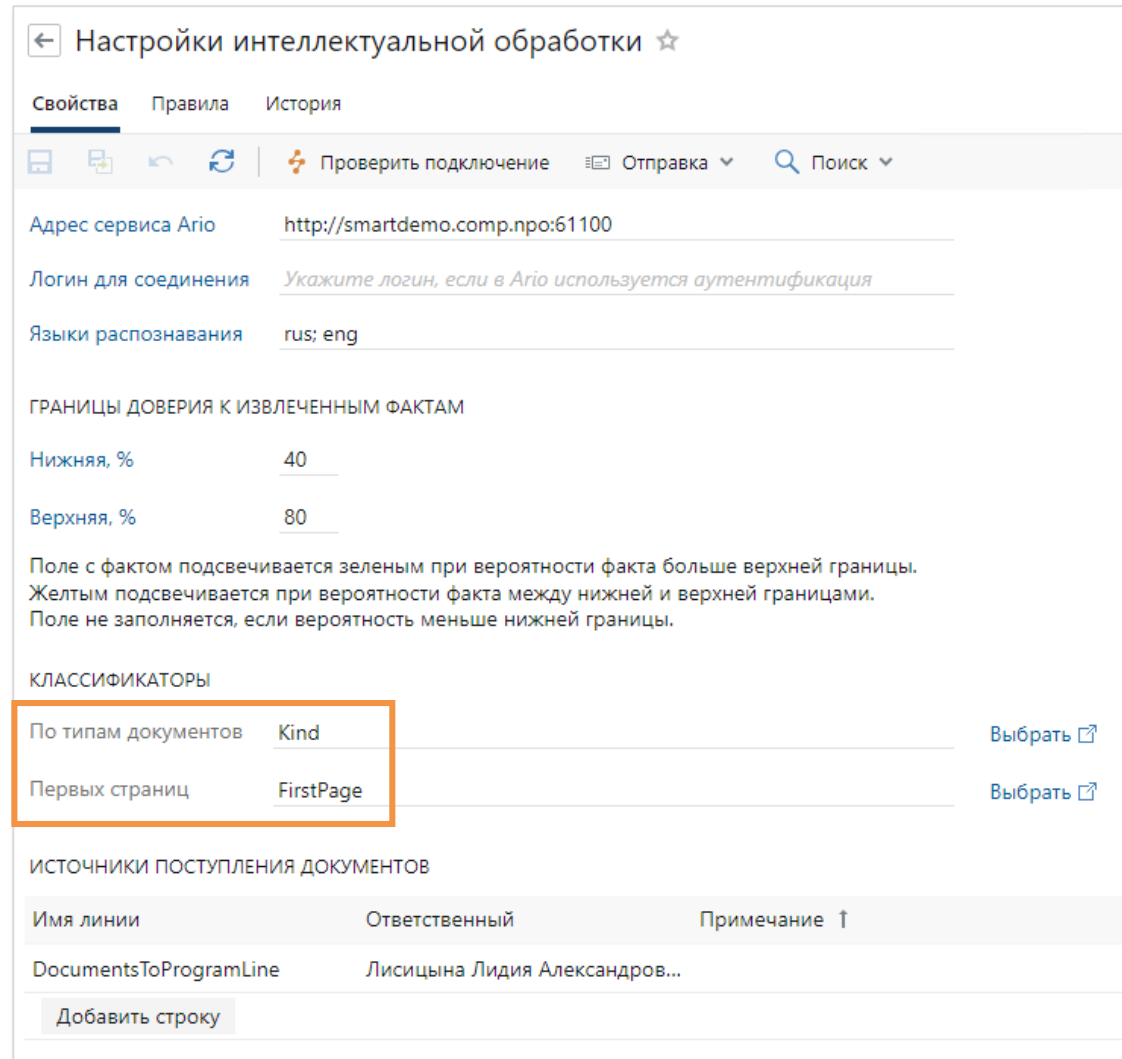 Настройки интеллектуальной обработки
Свойства Правила История
Проверить подключение Отправка Поиск
Адрес сервиса Ario http://smartdemo.comp.npo:61100
Логин для соединения Укажите логин, если в Ario используется аутентификация
Языки распознавания rus; eng
ГРАНИЦЫ ДОВЕРИЯ К ИЗВЛЕЧЕННЫМ ФАКТАМ
Нижняя, % 40
Верхняя, % 80
Поле с фактом подсвечивается зеленым при вероятности факта больше верхней границы.
Желтым подсвечивается при вероятности факта между нижней и верхней границами.
Поле не заполняется, если вероятность меньше нижней границы.
КЛАССИФИКАТОРЫ
По типам документов Kind Выбрать
Первых страниц FirstPage Выбрать
ИСТОЧНИКИ ПОСТУПЛЕНИЯ ДОКУМЕНТОВ
Имя линии Ответственный Примечание
DocumentsToProgramLine Лисицына Лидия Александров...
Добавить строку